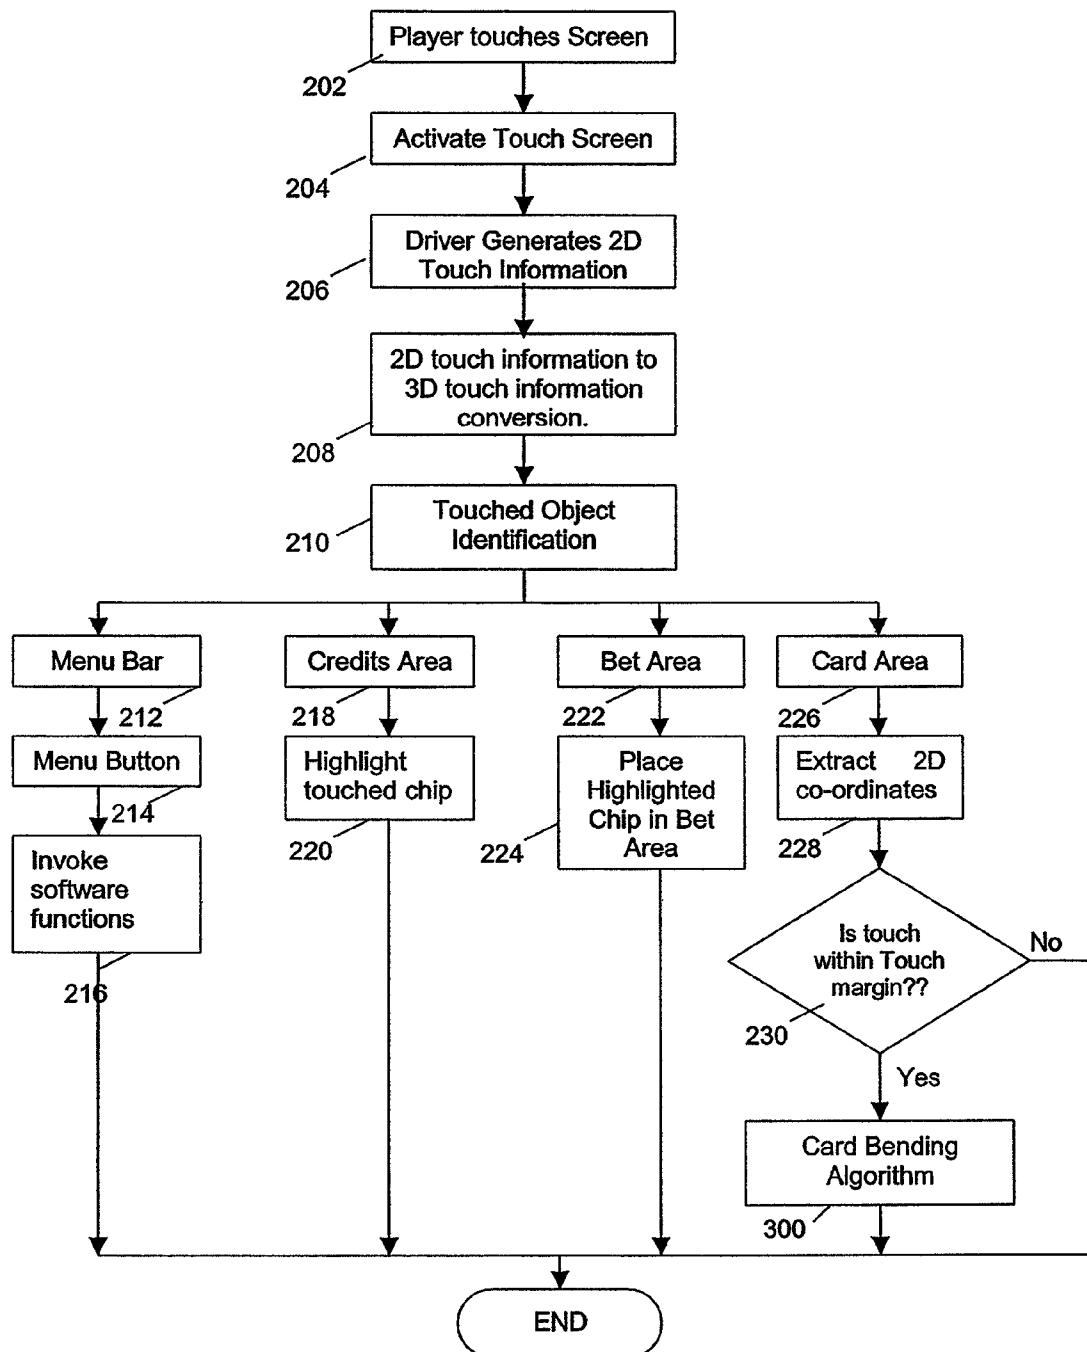 Player touches Screen
202
Activate Touch Screen
204
Driver Generates 2D
Touch Information
206
2D touch information to
3D touch information
conversion.
208
Touched Object
Identification
210
Menu Bar
212
Menu Button
214
Invoke
software
functions
216
Credits Area
218
Highlight
touched chip
220
Bet Area
222
Place
Highlighted
Chip in Bet
Area
224
Card Area
226
Extract 2D
co-ordinates
228
Is touch
within Touch
margin??
230
No
Yes
Card Bending
Algorithm
300
END